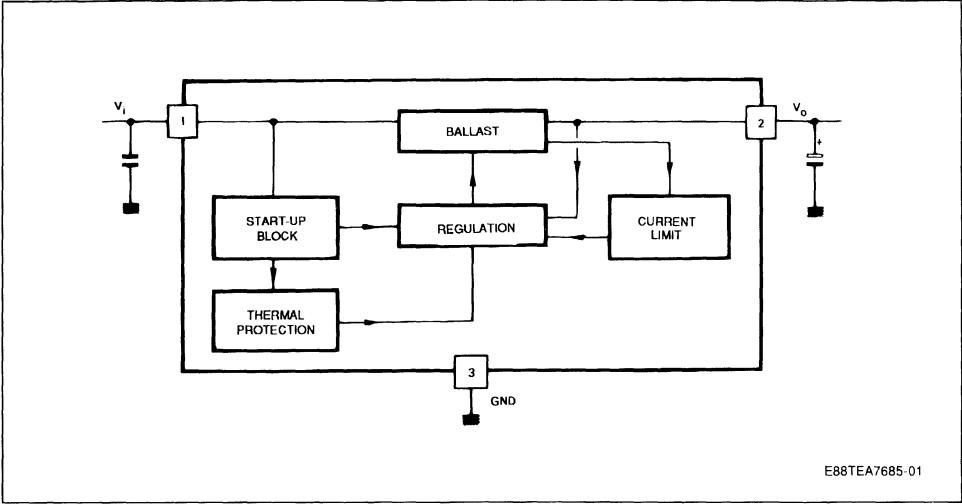 Vi
1
BALLAST
2
Vo
+
START-UP
BLOCK
REGULATION
CURRENT
LIMIT
THERMAL
PROTECTION
3
GND
E88TEA7685-01